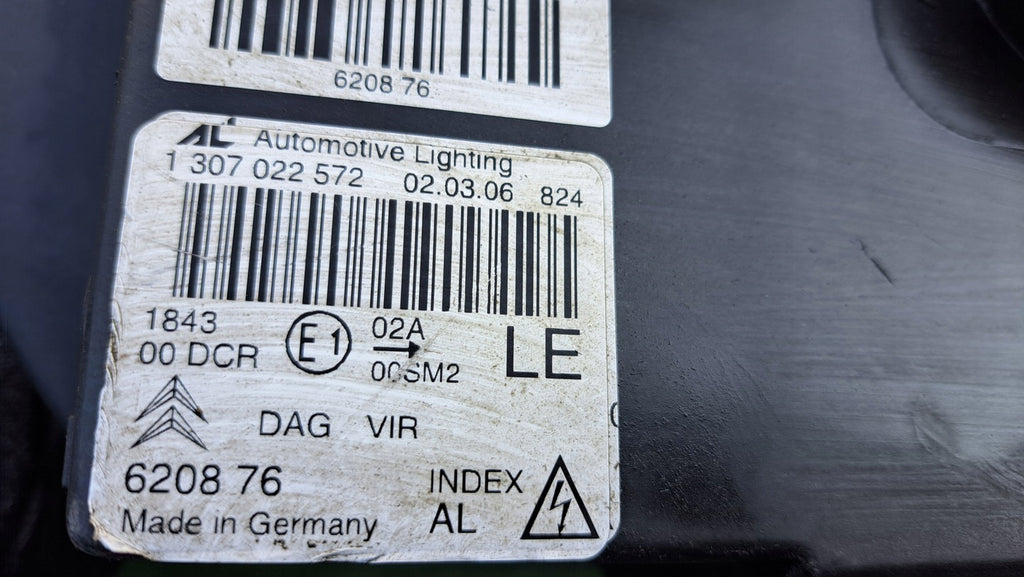 6208 76
AL Automotive Lighting
1 307 022 572 02.03.06 824
1843
00 DCR
E1
02A
00SM2
LE
DAG VIR
6208 76
Made in Germany
INDEX
AL